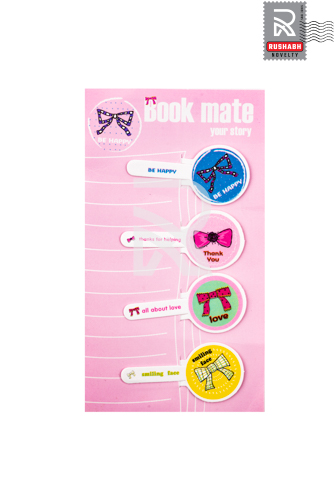 RUSHABH
NOVELTY
Book mate
your story
BE HAPPY
BE HAPPY
BE HAPPY
thanks for helping
Thank
You
all about love
love
smiling face
smiling
face